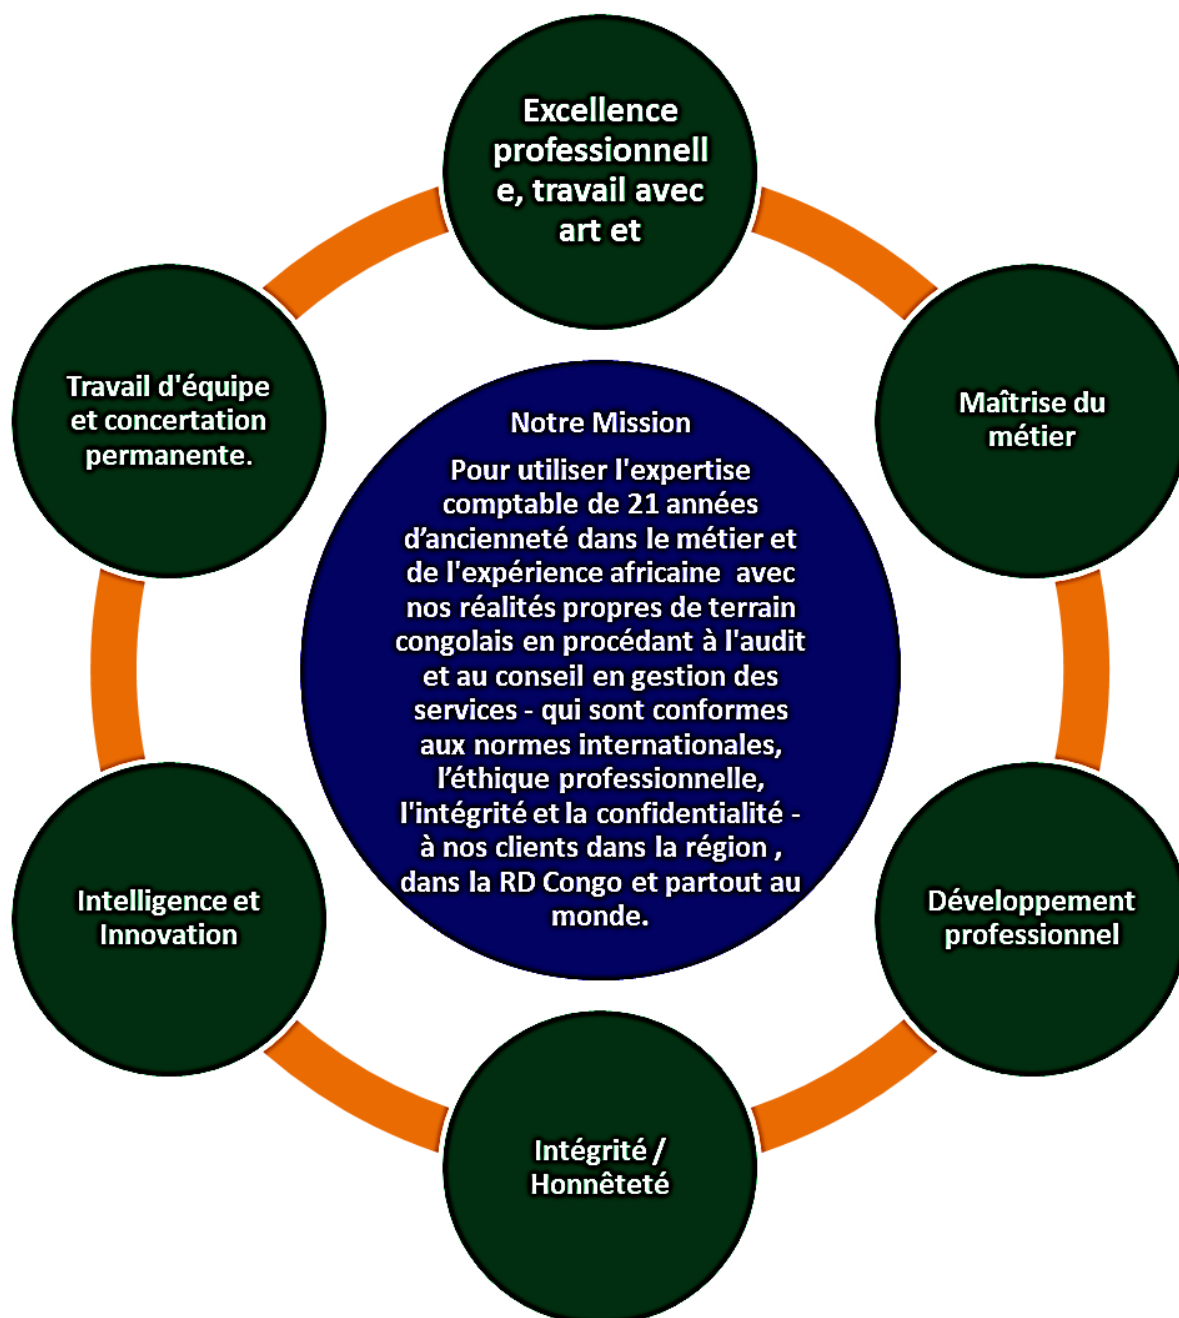 Excellence
professionnell
e, travail avec
art et
Maîtrise du
métier
Développement
professionnel
Intégrité /
Honnêteté
Intelligence et
Innovation
Travail d'équipe
et concertation
permanente.
Notre Mission
Pour utiliser l'expertise
comptable de 21 années
d’ancienneté dans le métier et
de l'expérience africaine  avec
nos réalités propres de terrain
congolais en procédant à l'audit
et au conseil en gestion des
services - qui sont conformes
aux normes internationales,
l’éthique professionnelle,
l'intégrité et la confidentialité -
à nos clients dans la région ,
dans la RD Congo et partout au
monde.